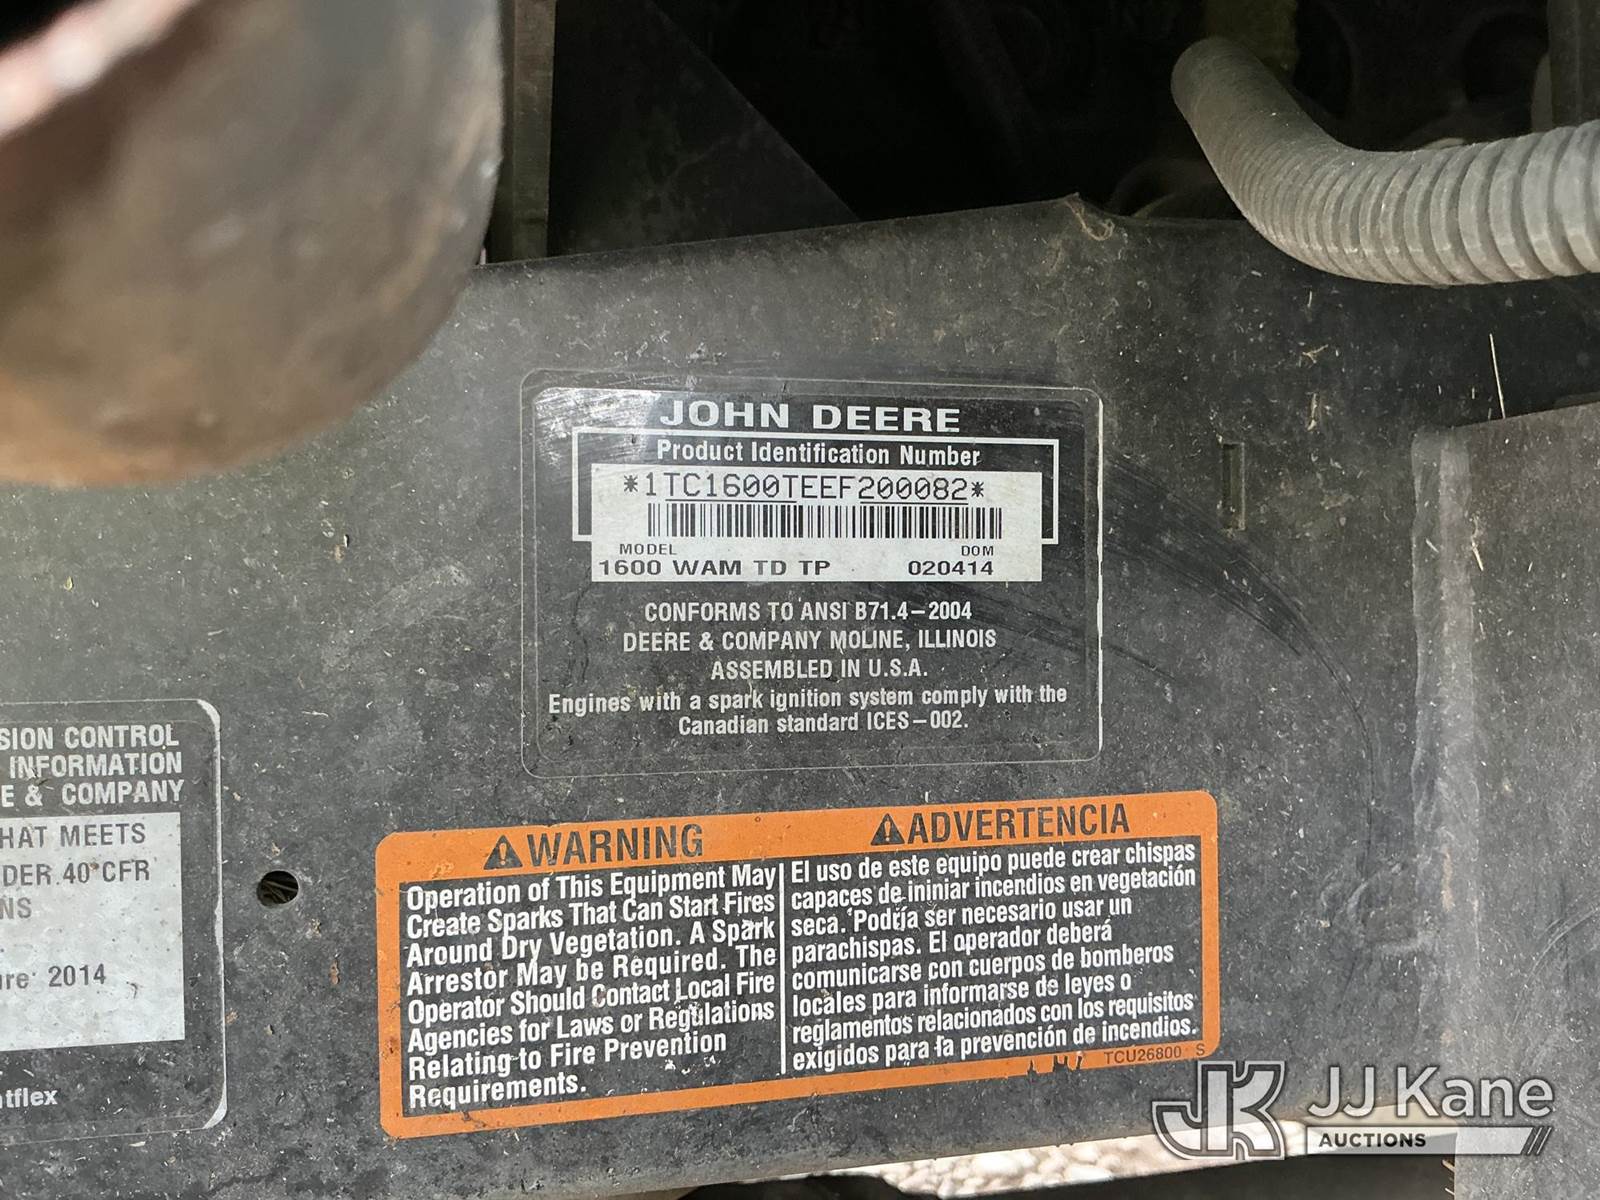 JOHN DEERE
Product Identification Number
*1TC1600TEEF200082*
MODEL DOM
1600 WAM TD TP 020414
CONFORMS TO ANSI B71.4-2004
DEERE & COMPANY MOLINE, ILLINOIS
ASSEMBLED IN U.S.A.
Engines with a spark ignition system comply with the
Canadian standard ICES-002.
SION CONTROL
INFORMATION
E & COMPANY
HAT MEETS
DER 40 CFR
NS
ure 2014
tflex
WARNING
Operation of This Equipment May
Create Sparks That Can Start Fires
Around Dry Vegetation. A Spark
Arrestor May be Required. The
Operator Should Contact Local Fire
Agencies for Laws or Regulations
Relating to Fire Prevention
Requirements.
ADVERTENCIA
El uso de este equipo puede crear chispas
capaces de ininiar incendios en vegetación
seca. Podría ser necesario usar un
parachispas. El operador deberá
comunicarse con cuerpos de bomberos
locales para informarse de leyes o
reglamentos relacionados con los requisitos
exigidos para la prevención de incendios.
TCU26800 S
JK JJ Kane
AUCTIONS